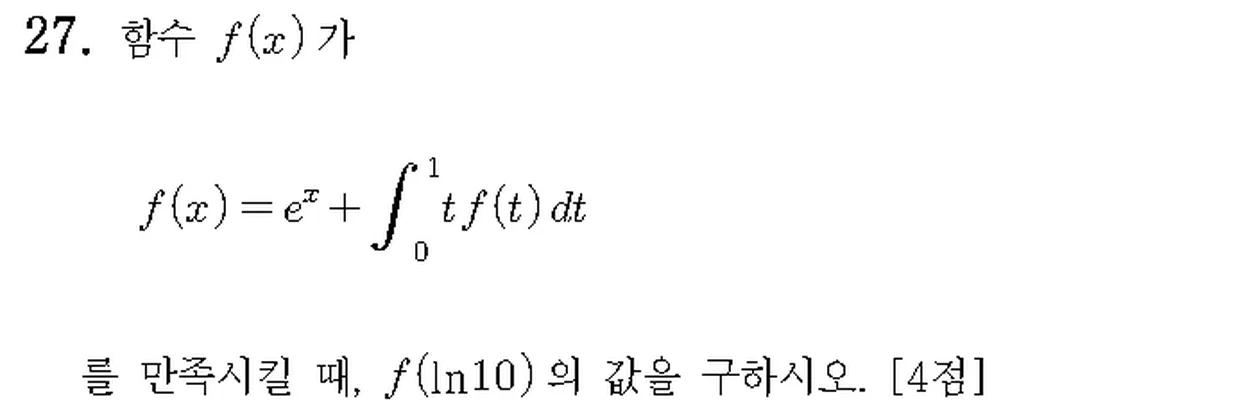 27. 함수 f(x)가
f(x) = e^x + ∫_0^1 t f(t) dt
를 만족시킬 때, f(ln10)의 값을 구하시오. [4점]